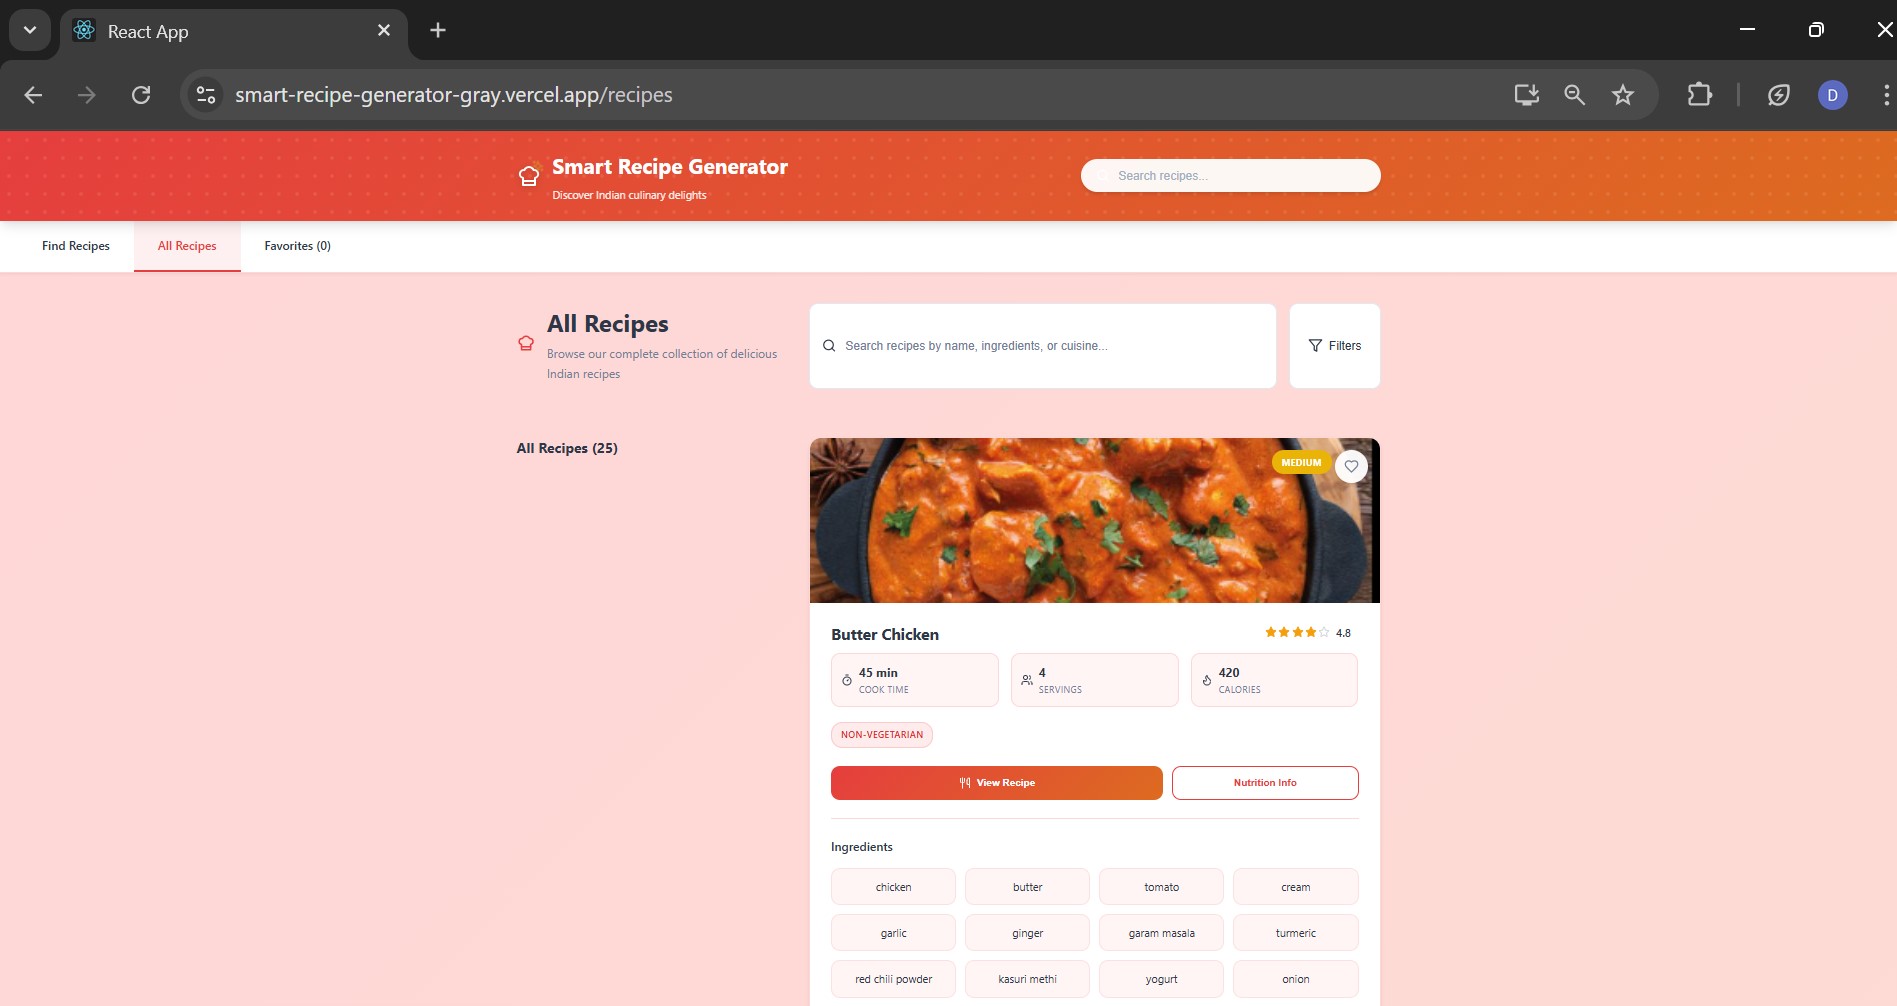 React App
smart-recipe-generator-gray.vercel.app/recipes
D
Smart Recipe Generator
Discover Indian culinary delights
Search recipes...
Find Recipes
All Recipes
Favorites (0)
All Recipes
Browse our complete collection of delicious
Indian recipes
Search recipes by name, ingredients, or cuisine...
Filters
All Recipes (25)
MEDIUM
Butter Chicken
4.8
45 min
COOK TIME
4
SERVINGS
420
CALORIES
NON-VEGETARIAN
View Recipe
Nutrition Info
Ingredients
chicken
butter
tomato
cream
garlic
ginger
garam masala
turmeric
red chili powder
kasuri methi
yogurt
onion